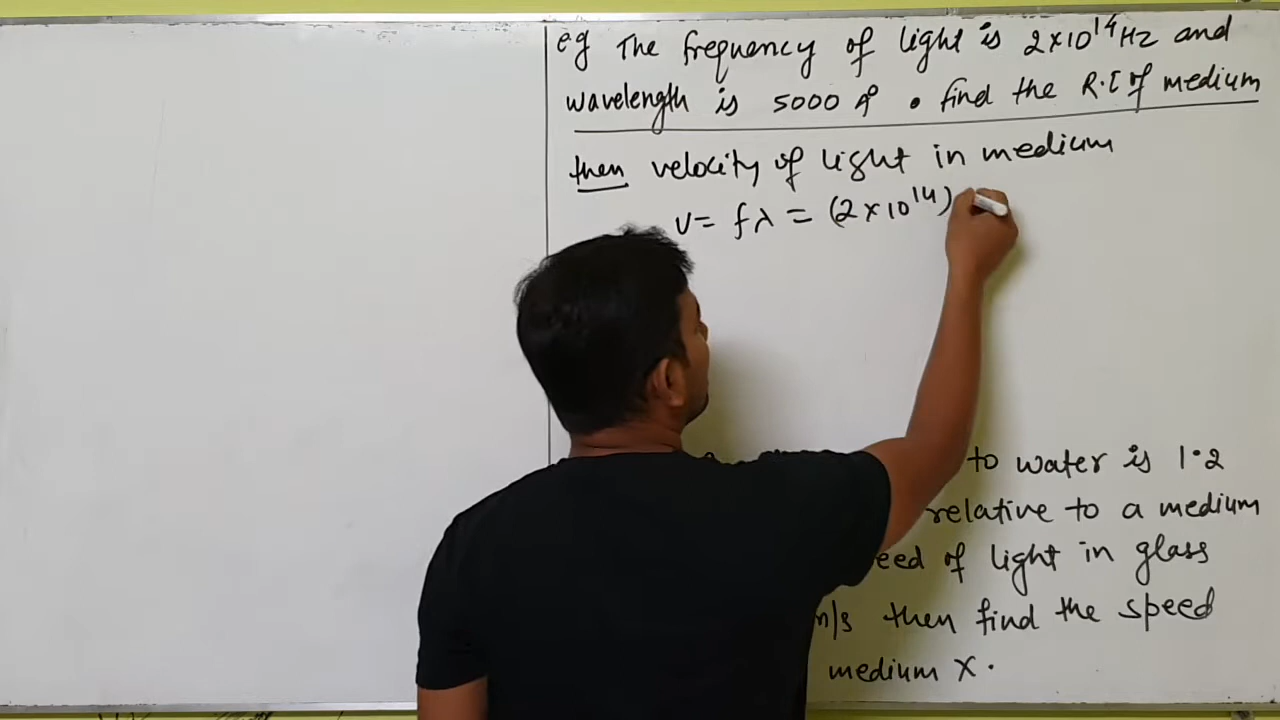 eg The frequency of light is 2×10¹⁴Hz and
wavelength is 5000 A° . find the R.I of medium
then velocity of light in medium
v= fλ = (2×10¹⁴)
to water is 1.2
relative to a medium
eed of light in glass
m/s then find the speed
medium X.